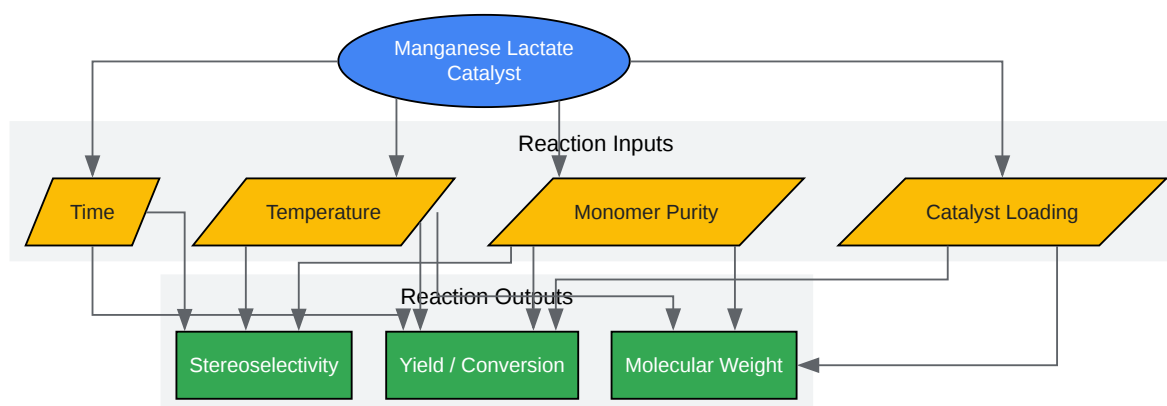 Manganese Lactate
Catalyst
Reaction Inputs
Time
Temperature
Monomer Purity
Catalyst Loading
Reaction Outputs
Stereoselectivity
Yield / Conversion
Molecular Weight